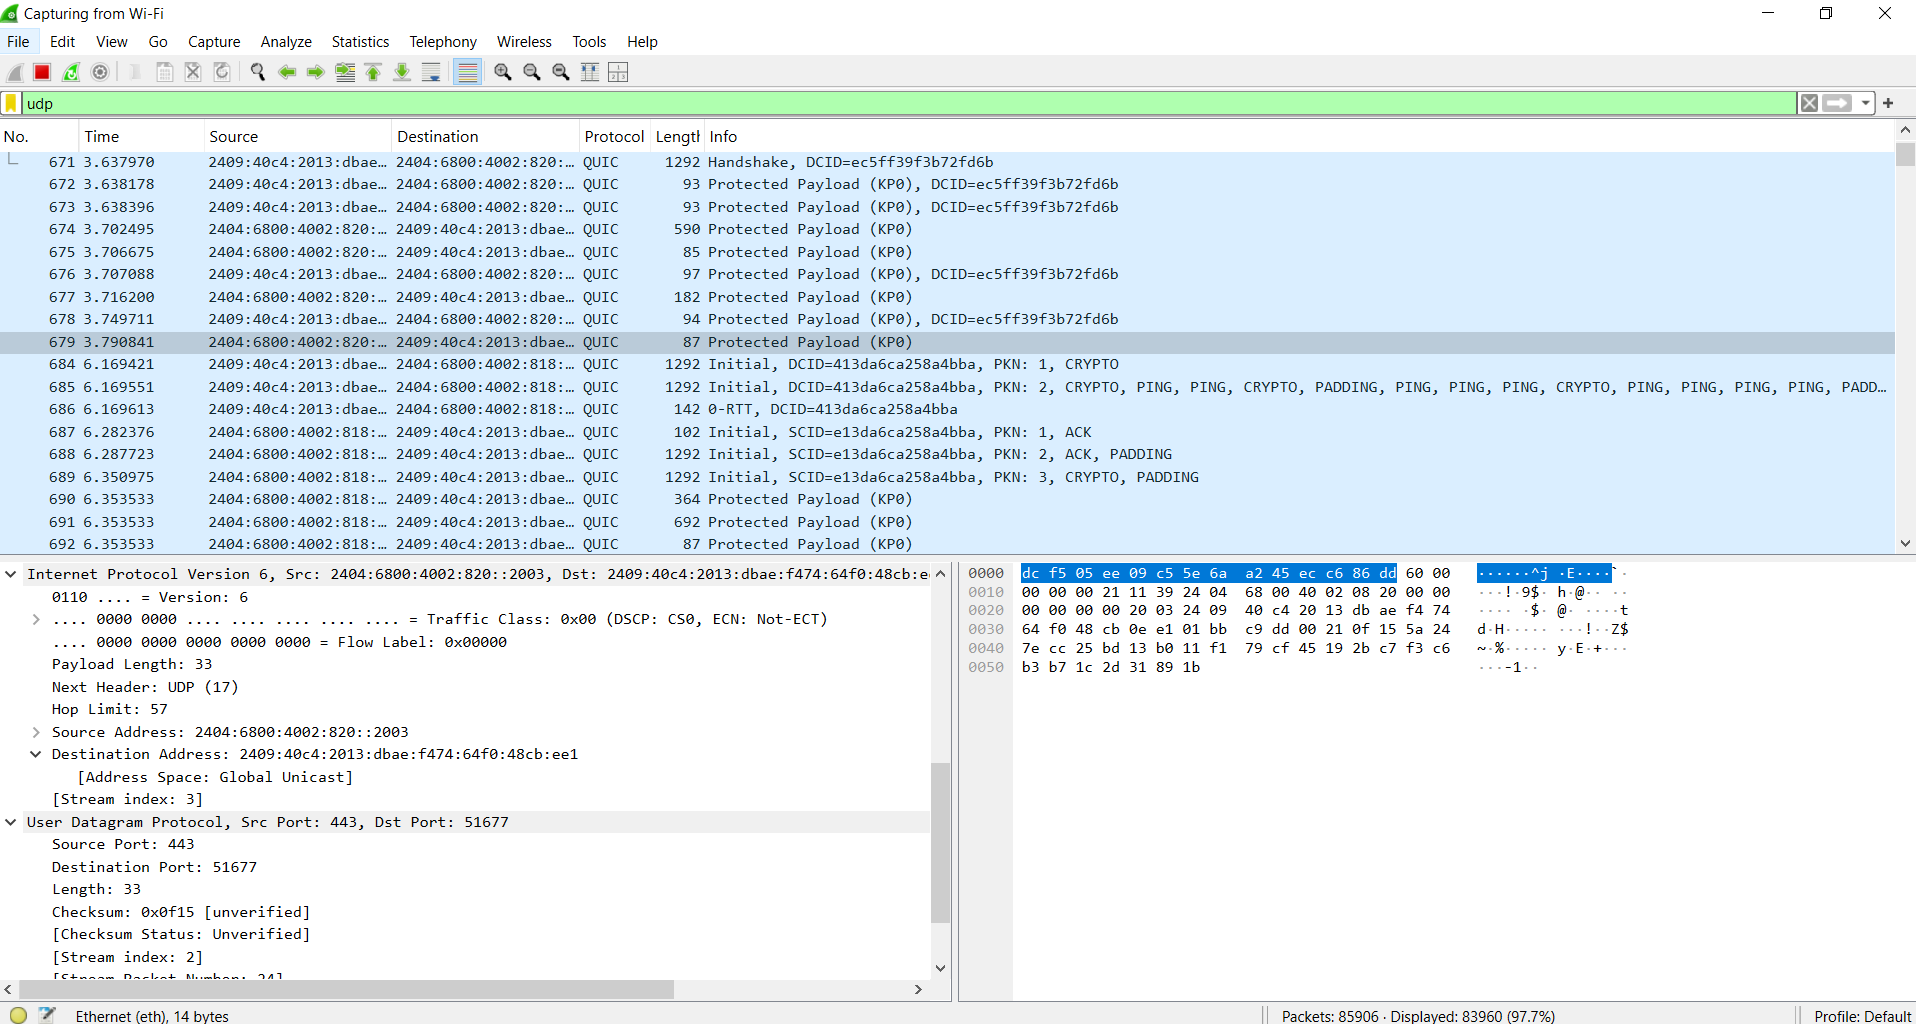 Capturing from Wi-Fi
File Edit View Go Capture Analyze Statistics Telephony Wireless Tools Help
udp
No. Time Source Destination Protocol Length Info
671 3.637970 2409:40c4:2013:dbae… 2404:6800:4002:820:… QUIC 1292 Handshake, DCID=ec5ff39f3b72fd6b
672 3.638178 2409:40c4:2013:dbae… 2404:6800:4002:820:… QUIC 93 Protected Payload (KP0), DCID=ec5ff39f3b72fd6b
673 3.638396 2409:40c4:2013:dbae… 2404:6800:4002:820:… QUIC 93 Protected Payload (KP0), DCID=ec5ff39f3b72fd6b
674 3.702495 2404:6800:4002:820:… 2409:40c4:2013:dbae… QUIC 590 Protected Payload (KP0)
675 3.706675 2404:6800:4002:820:… 2409:40c4:2013:dbae… QUIC 85 Protected Payload (KP0)
676 3.707088 2409:40c4:2013:dbae… 2404:6800:4002:820:… QUIC 97 Protected Payload (KP0), DCID=ec5ff39f3b72fd6b
677 3.716200 2404:6800:4002:820:… 2409:40c4:2013:dbae… QUIC 182 Protected Payload (KP0)
678 3.749711 2409:40c4:2013:dbae… 2404:6800:4002:820:… QUIC 94 Protected Payload (KP0), DCID=ec5ff39f3b72fd6b
679 3.790841 2404:6800:4002:820:… 2409:40c4:2013:dbae… QUIC 87 Protected Payload (KP0)
684 6.169421 2409:40c4:2013:dbae… 2404:6800:4002:818:… QUIC 1292 Initial, DCID=413da6ca258a4bba, PKN: 1, CRYPTO
685 6.169551 2409:40c4:2013:dbae… 2404:6800:4002:818:… QUIC 1292 Initial, DCID=413da6ca258a4bba, PKN: 2, CRYPTO, PING, PING, CRYPTO, PADDING, PING, PING, PING, CRYPTO, PING, PING, PING, PING, PADD…
686 6.169613 2409:40c4:2013:dbae… 2404:6800:4002:818:… QUIC 142 0-RTT, DCID=413da6ca258a4bba
687 6.282376 2404:6800:4002:818:… 2409:40c4:2013:dbae… QUIC 102 Initial, SCID=e13da6ca258a4bba, PKN: 1, ACK
688 6.287723 2404:6800:4002:818:… 2409:40c4:2013:dbae… QUIC 1292 Initial, SCID=e13da6ca258a4bba, PKN: 2, ACK, PADDING
689 6.350975 2404:6800:4002:818:… 2409:40c4:2013:dbae… QUIC 1292 Initial, SCID=e13da6ca258a4bba, PKN: 3, CRYPTO, PADDING
690 6.353533 2404:6800:4002:818:… 2409:40c4:2013:dbae… QUIC 364 Protected Payload (KP0)
691 6.353533 2404:6800:4002:818:… 2409:40c4:2013:dbae… QUIC 692 Protected Payload (KP0)
692 6.353533 2404:6800:4002:818:… 2409:40c4:2013:dbae… QUIC 87 Protected Payload (KP0)
Internet Protocol Version 6, Src: 2404:6800:4002:820::2003, Dst: 2409:40c4:2013:dbae:f474:64f0:48cb:e
0110 .... = Version: 6
.... 0000 0000 .... .... .... .... .... = Traffic Class: 0x00 (DSCP: CS0, ECN: Not-ECT)
.... 0000 0000 0000 0000 0000 = Flow Label: 0x00000
Payload Length: 33
Next Header: UDP (17)
Hop Limit: 57
Source Address: 2404:6800:4002:820::2003
Destination Address: 2409:40c4:2013:dbae:f474:64f0:48cb:ee1
[Address Space: Global Unicast]
[Stream index: 3]
User Datagram Protocol, Src Port: 443, Dst Port: 51677
Source Port: 443
Destination Port: 51677
Length: 33
Checksum: 0x0f15 [unverified]
[Checksum Status: Unverified]
[Stream index: 2]
[Stream Packet Number: 24]
0000 dc f5 05 ee 09 c5 5e 6a a2 45 ec c6 86 dd 60 00 ······^j ·E····`·
0010 00 00 00 21 11 39 24 04 68 00 40 02 08 20 00 00 ···!·9$· h·@·· ··
0020 00 00 00 00 20 03 24 09 40 c4 20 13 db ae f4 74 ···· ·$· @· ····t
0030 64 f0 48 cb 0e e1 01 bb c9 dd 00 21 0f 15 5a 24 d·H····· ···!··Z$
0040 7e cc 25 bd 13 b0 11 f1 79 cf 45 19 2b c7 f3 c6 ~·%····· y·E·+···
0050 b3 b7 1c 2d 31 89 1b ···-1··
Ethernet (eth), 14 bytes
Packets: 85906 · Displayed: 83960 (97.7%)
Profile: Default